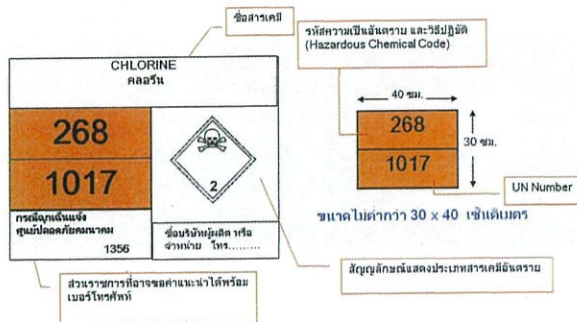 ชื่อสารเคมี
รหัสความเป็นอันตราย และวิธีปฏิบัติ
(Hazardous Chemical Code)
CHLORINE
คลอรีน
268
1017
2
กรณีฉุกเฉินแจ้ง
ศูนย์ปลอดภัยคมนาคม
1356
ชื่อบริษัทผู้ผลิต หรือ
จำหน่าย โทร.........
40 ซม.
268
1017
30 ซม.
UN Number
ขนาดไม่ต่ำกว่า 30 x 40 เซ็นติเมตร
สัญญลักษณ์แสดงประเภทสารเคมีอันตราย
ส่วนราชการที่อาจขอคำแนะนำได้พร้อม
เบอร์โทรศัพท์